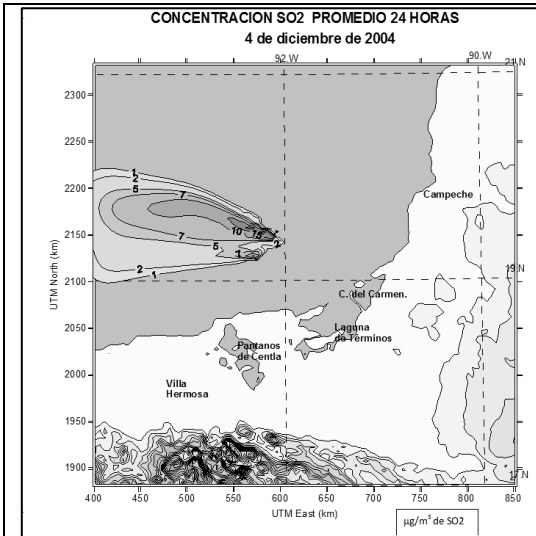 CONCENTRACION SO2 PROMEDIO 24 HORAS
4 de diciembre de 2004
92.W
90.W
21 N
2300
2250
2200
2150
2100
2050
2000
1950
1900
UTM North (km)
1
2
5
7
10
15
7
2
5
7
2
1
Campeche
19 N
C. del Carmen.
Laguna
de Términos
Pantanos
de Centla
Villa
Hermosa
17 N
400
450
500
550
600
650
700
750
800
850
UTM East (km)
µg/m³ de SO2